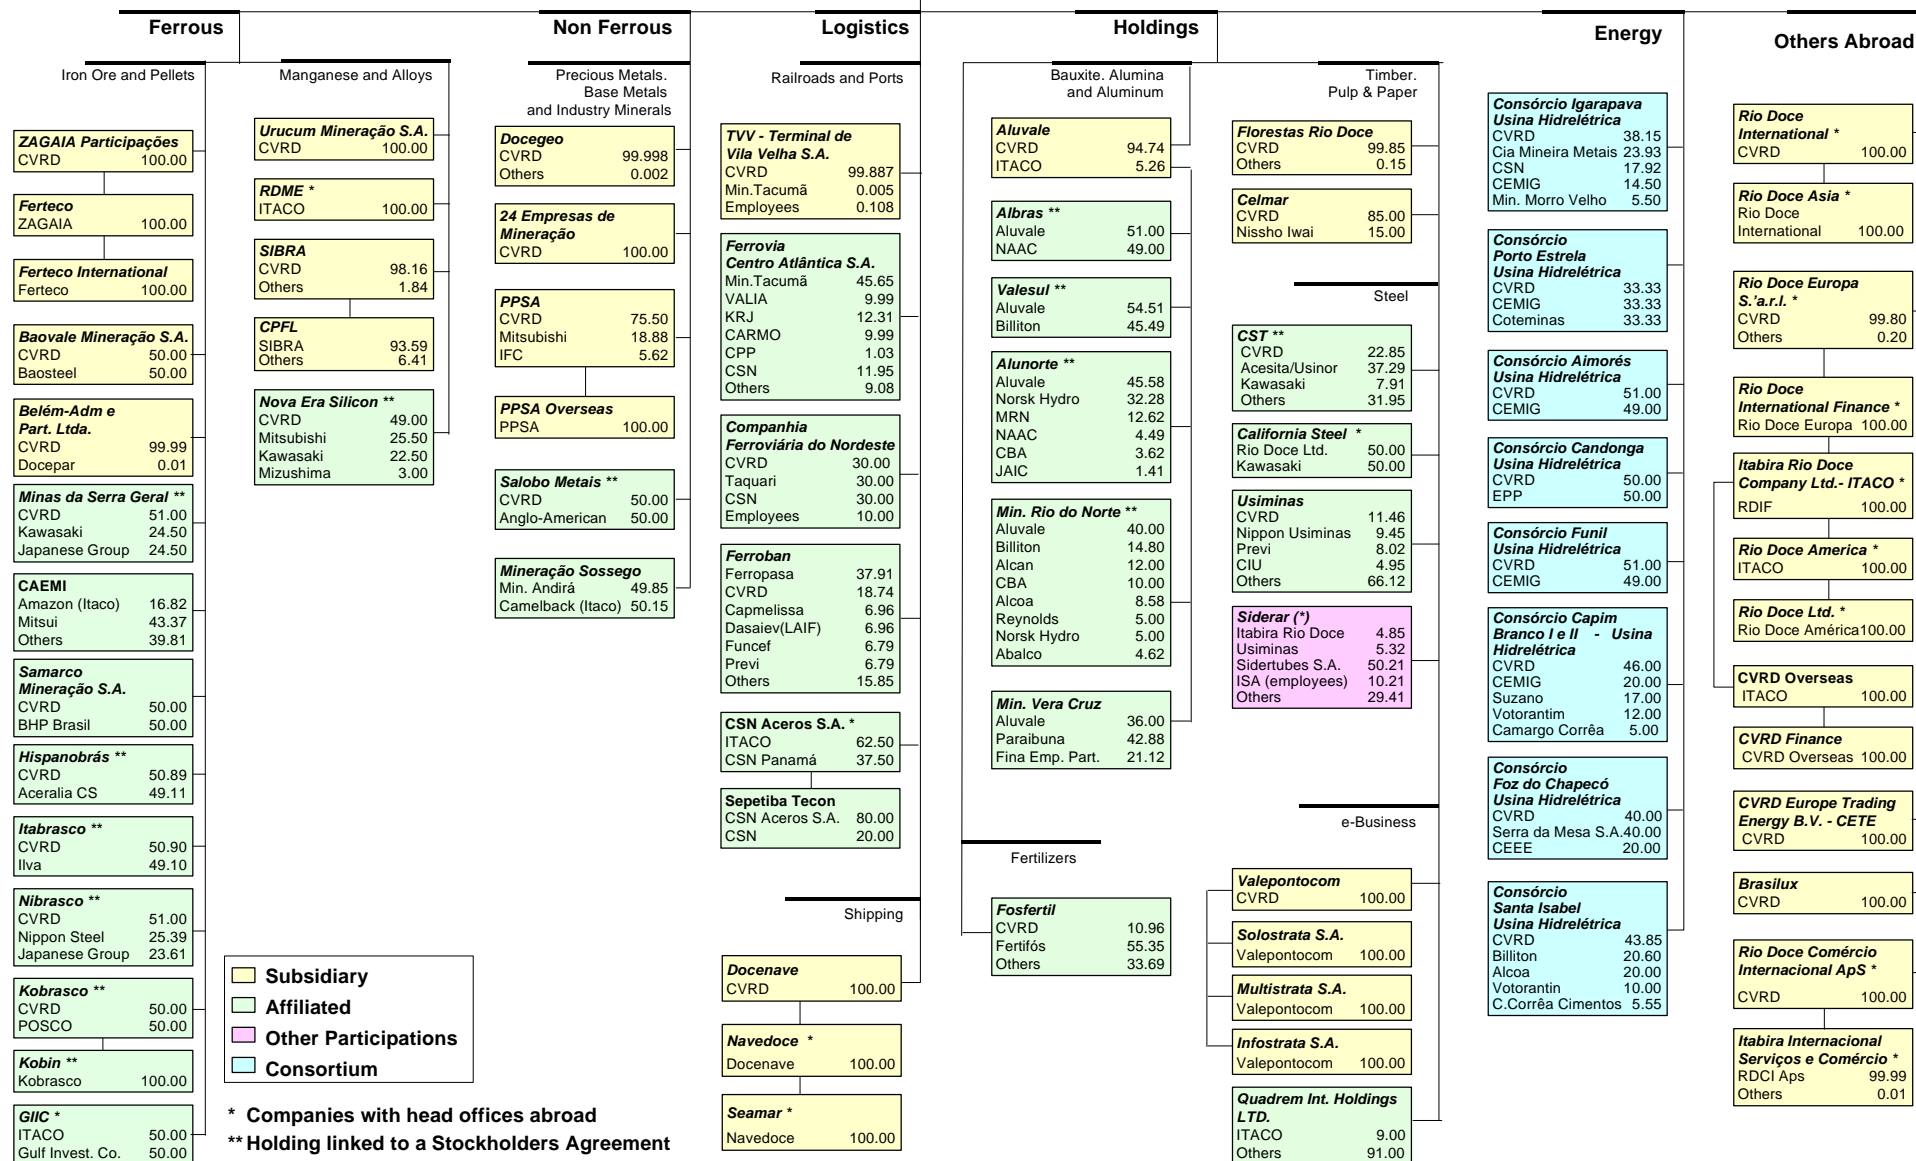 Ferrous
Iron Ore and Pellets
ZAGAIA Participações
CVRD 100.00
Ferteco
ZAGAIA 100.00
Ferteco International
Ferteco 100.00
Baovale Mineração S.A.
CVRD 50.00
Baosteel 50.00
Belém-Adm e
Part. Ltda.
CVRD 99.99
Docepar 0.01
Minas da Serra Geral **
CVRD 51.00
Kawasaki 24.50
Japanese Group 24.50
CAEMI
Amazon (Itaco) 16.82
Mitsui 43.37
Others 39.81
Samarco
Mineração S.A.
CVRD 50.00
BHP Brasil 50.00
Hispanobrás **
CVRD 50.89
Aceralia CS 49.11
Itabrasco **
CVRD 50.90
Ilva 49.10
Nibrasco **
CVRD 51.00
Nippon Steel 25.39
Japanese Group 23.61
Kobrasco **
CVRD 50.00
POSCO 50.00
Kobin **
Kobrasco 100.00
GIIC *
ITACO 50.00
Gulf Invest. Co. 50.00
Manganese and Alloys
Urucum Mineração S.A.
CVRD 100.00
RDME *
ITACO 100.00
SIBRA
CVRD 98.16
Others 1.84
CPFL
SIBRA 93.59
Others 6.41
Nova Era Silicon **
CVRD 49.00
Mitsubishi 25.50
Kawasaki 22.50
Mizushima 3.00
Non Ferrous
Precious Metals.
Base Metals
and Industry Minerals
Docegeo
CVRD 99.998
Others 0.002
24 Empresas de
Mineração
CVRD 100.00
PPSA
CVRD 75.50
Mitsubishi 18.88
IFC 5.62
PPSA Overseas
PPSA 100.00
Salobo Metais **
CVRD 50.00
Anglo-American 50.00
Mineração Sossego
Min. Andirá 49.85
Camelback (Itaco) 50.15
Logistics
Railroads and Ports
TVV - Terminal de
Vila Velha S.A.
CVRD 99.887
Min.Tacumã 0.005
Employees 0.108
Ferrovia
Centro Atlântica S.A.
Min.Tacumã 45.65
VALIA 9.99
KRJ 12.31
CARMO 9.99
CPP 1.03
CSN 11.95
Others 9.08
Companhia
Ferroviária do Nordeste
CVRD 30.00
Taquari 30.00
CSN 30.00
Employees 10.00
Ferroban
Ferropasa 37.91
CVRD 18.74
Capmelissa 6.96
Dasaiev(LAIF) 6.96
Funcef 6.79
Previ 6.79
Others 15.85
CSN Aceros S.A. *
ITACO 62.50
CSN Panamá 37.50
Sepetiba Tecon
CSN Aceros S.A. 80.00
CSN 20.00
Shipping
Docenave
CVRD 100.00
Navedoce *
Docenave 100.00
Seamar *
Navedoce 100.00
Holdings
Bauxite. Alumina
and Aluminum
Aluvale
CVRD 94.74
ITACO 5.26
Albras **
Aluvale 51.00
NAAC 49.00
Valesul **
Aluvale 54.51
Billiton 45.49
Alunorte **
Aluvale 45.58
Norsk Hydro 32.28
MRN 12.62
NAAC 4.49
CBA 3.62
JAIC 1.41
Min. Rio do Norte **
Aluvale 40.00
Billiton 14.80
Alcan 12.00
CBA 10.00
Alcoa 8.58
Reynolds 5.00
Norsk Hydro 5.00
Abalco 4.62
Min. Vera Cruz
Aluvale 36.00
Paraibuna 42.88
Fina Emp. Part. 21.12
Fertilizers
Fosfertil
CVRD 10.96
Fertifós 55.35
Others 33.69
Timber.
Pulp & Paper
Florestas Rio Doce
CVRD 99.85
Others 0.15
Celmar
CVRD 85.00
Nissho Iwai 15.00
Steel
CST **
CVRD 22.85
Acesita/Usinor 37.29
Kawasaki 7.91
Others 31.95
California Steel *
Rio Doce Ltd. 50.00
Kawasaki 50.00
Usiminas
CVRD 11.46
Nippon Usiminas 9.45
Previ 8.02
CIU 4.95
Others 66.12
Siderar (*)
Itabira Rio Doce 4.85
Usiminas 5.32
Sidertubes S.A. 50.21
ISA (employees) 10.21
Others 29.41
e-Business
Valepontocom
CVRD 100.00
Solostrata S.A.
Valepontocom 100.00
Multistrata S.A.
Valepontocom 100.00
Infostrata S.A.
Valepontocom 100.00
Quadrem Int. Holdings
LTD.
ITACO 9.00
Others 91.00
Energy
Consórcio Igarapava
Usina Hidrelétrica
CVRD 38.15
Cia Mineira Metais 23.93
CSN 17.92
CEMIG 14.50
Min. Morro Velho 5.50
Consórcio
Porto Estrela
Usina Hidrelétrica
CVRD 33.33
CEMIG 33.33
Coteminas 33.33
Consórcio Aimorés
Usina Hidrelétrica
CVRD 51.00
CEMIG 49.00
Consórcio Candonga
Usina Hidrelétrica
CVRD 50.00
EPP 50.00
Consórcio Funil
Usina Hidrelétrica
CVRD 51.00
CEMIG 49.00
Consórcio Capim
Branco I e II - Usina
Hidrelétrica
CVRD 46.00
CEMIG 20.00
Suzano 17.00
Votorantim 12.00
Camargo Corrêa 5.00
Consórcio
Foz do Chapecó
Usina Hidrelétrica
CVRD 40.00
Serra da Mesa S.A.40.00
CEEE 20.00
Consórcio
Santa Isabel
Usina Hidrelétrica
CVRD 43.85
Billiton 20.60
Alcoa 20.00
Votorantin 10.00
C.Corrêa Cimentos 5.55
Others Abroad
Rio Doce
International *
CVRD 100.00
Rio Doce Asia *
Rio Doce
International 100.00
Rio Doce Europa
S.'a.r.l. *
CVRD 99.80
Others 0.20
Rio Doce
International Finance *
Rio Doce Europa 100.00
Itabira Rio Doce
Company Ltd.- ITACO *
RDIF 100.00
Rio Doce America *
ITACO 100.00
Rio Doce Ltd. *
Rio Doce América100.00
CVRD Overseas
ITACO 100.00
CVRD Finance
CVRD Overseas 100.00
CVRD Europe Trading
Energy B.V. - CETE
CVRD 100.00
Brasilux
CVRD 100.00
Rio Doce Comércio
Internacional ApS *
CVRD 100.00
Itabira Internacional
Serviços e Comércio *
RDCI Aps 99.99
Others 0.01
Subsidiary
Affiliated
Other Participations
Consortium
* Companies with head offices abroad
** Holding linked to a Stockholders Agreement